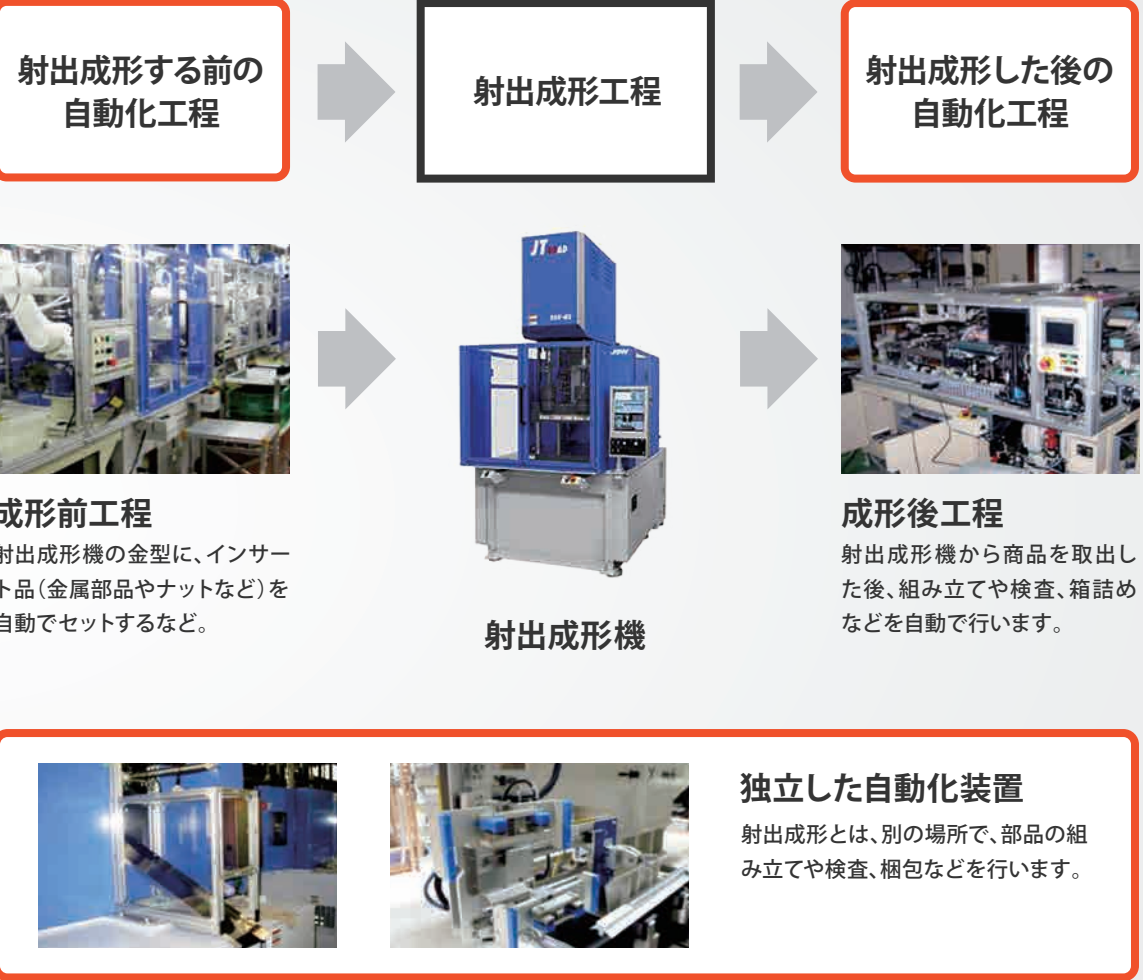 射出成形する前の
自動化工程
射出成形工程
射出成形した後の
自動化工程
JT
成形前工程
射出成形機の金型に、インサー
ト品(金属部品やナットなど)を
自動でセットするなど。
射出成形機
成形後工程
射出成形機から商品を取出し
た後、組み立てや検査、箱詰め
などを自動で行います。
独立した自動化装置
射出成形とは、別の場所で、部品の組
み立てや検査、梱包などを行います。